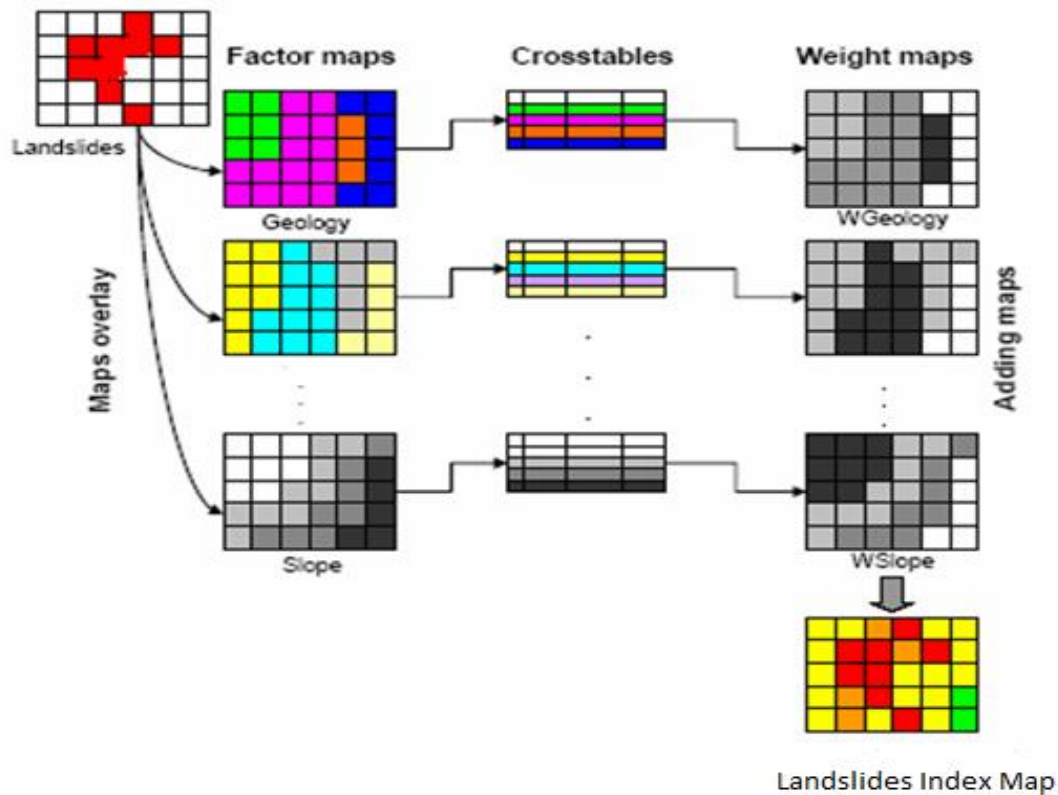 Factor maps
Crosstables
Weight maps
Landslides
Geology
WGeology
Maps overlay
Adding maps
Slope
WSlope
Landslides Index Map